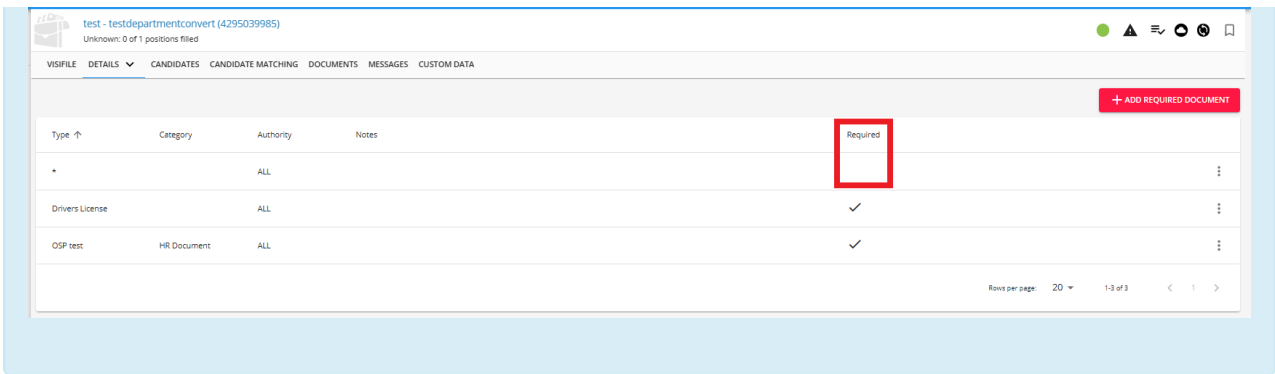 test - testdepartmentconvert (4295039985)
Unknown: 0 of 1 positions filled
VISIFILE DETAILS CANDIDATES CANDIDATE MATCHING DOCUMENTS MESSAGES CUSTOM DATA
+ ADD REQUIRED DOCUMENT
Type ↑ Category Authority Notes Required
* ALL
Drivers License ALL ✓
OSP test HR Document ALL ✓
Rows per page: 20 1-3 of 3 < 1 >